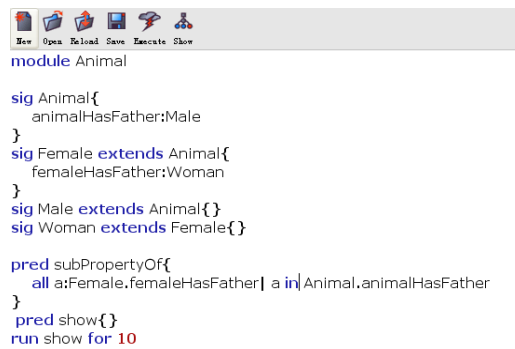 New Open Reload Save Execute Show
module Animal
sig Animal{
animalHasFather:Male
}
sig Female extends Animal{
femaleHasFather:Woman
}
sig Male extends Animal{}
sig Woman extends Female{}
pred subPropertyOf{
all a:Female.femaleHasFather| a in Animal.animalHasFather
}
pred show{}
run show for 10